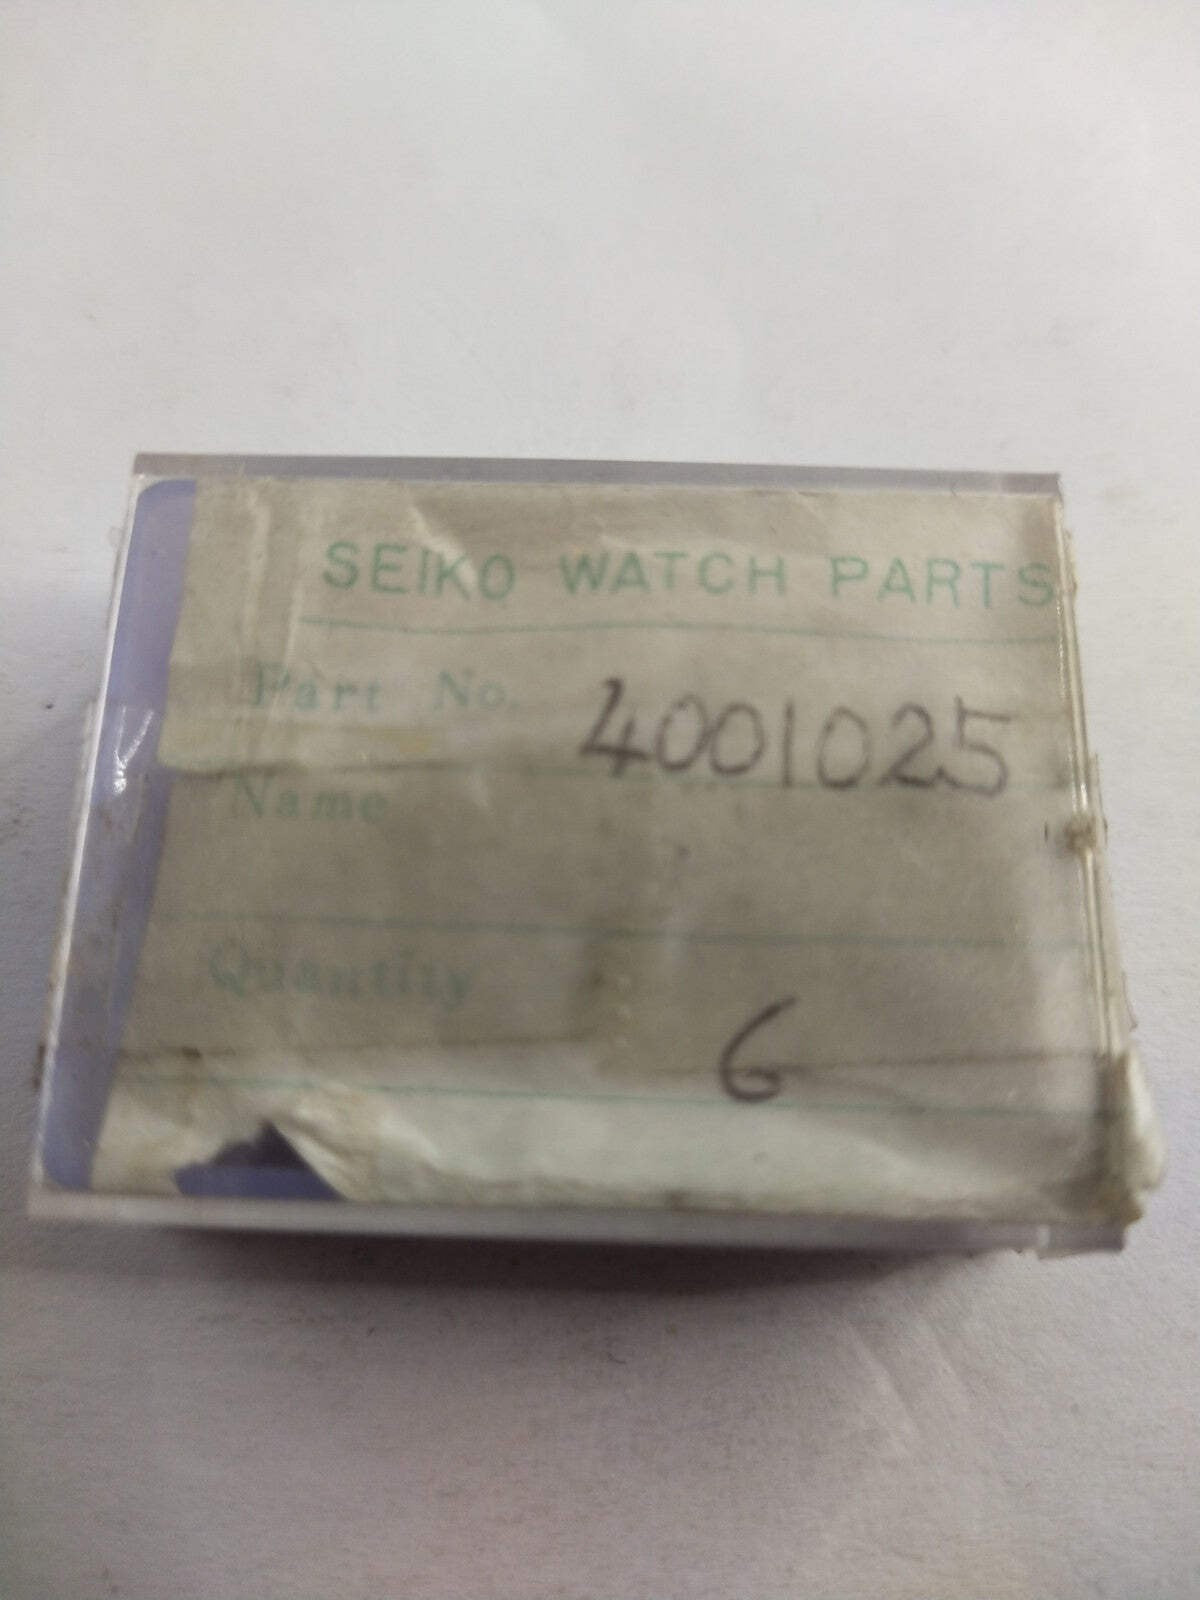 SEIKO WATCH PARTS
Part No. 4001025
Name
Quantity 6